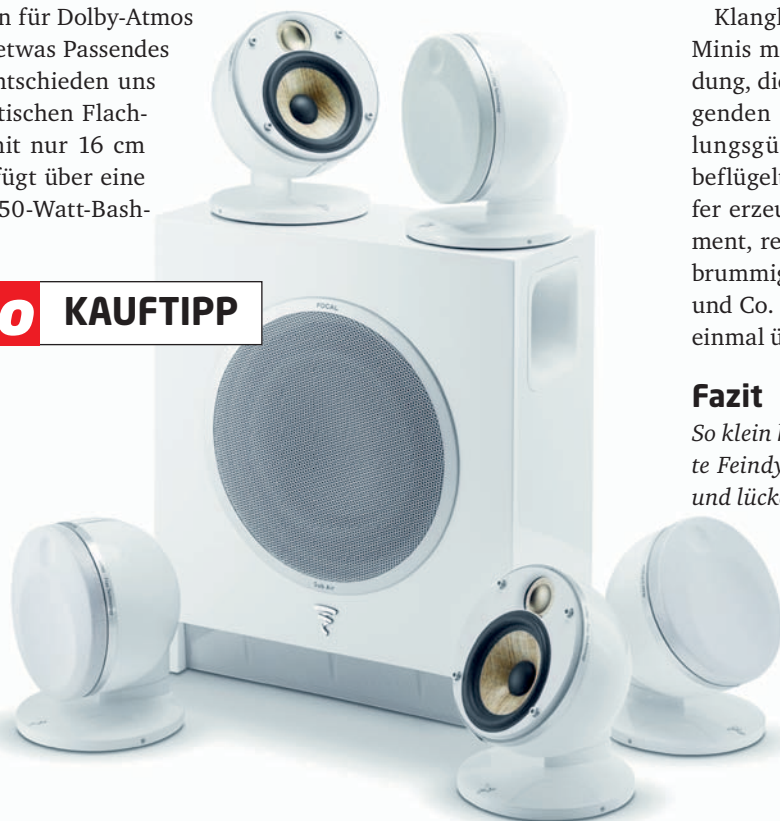 n für Dolby-Atmos
etwas Passendes
ntschieden uns
tischen Flach-
nit nur 16 cm
fügt über eine
50-Watt-Bash-
o KAUFTIPP
FOCAL
Sub Air
Klangl
Minis m
dung, die
genden
lungsgü
beflügelt
fer erzeu
ment, re
brummig
und Co.
einmal ü
Fazit
So klein l
te Feindy
und lücke